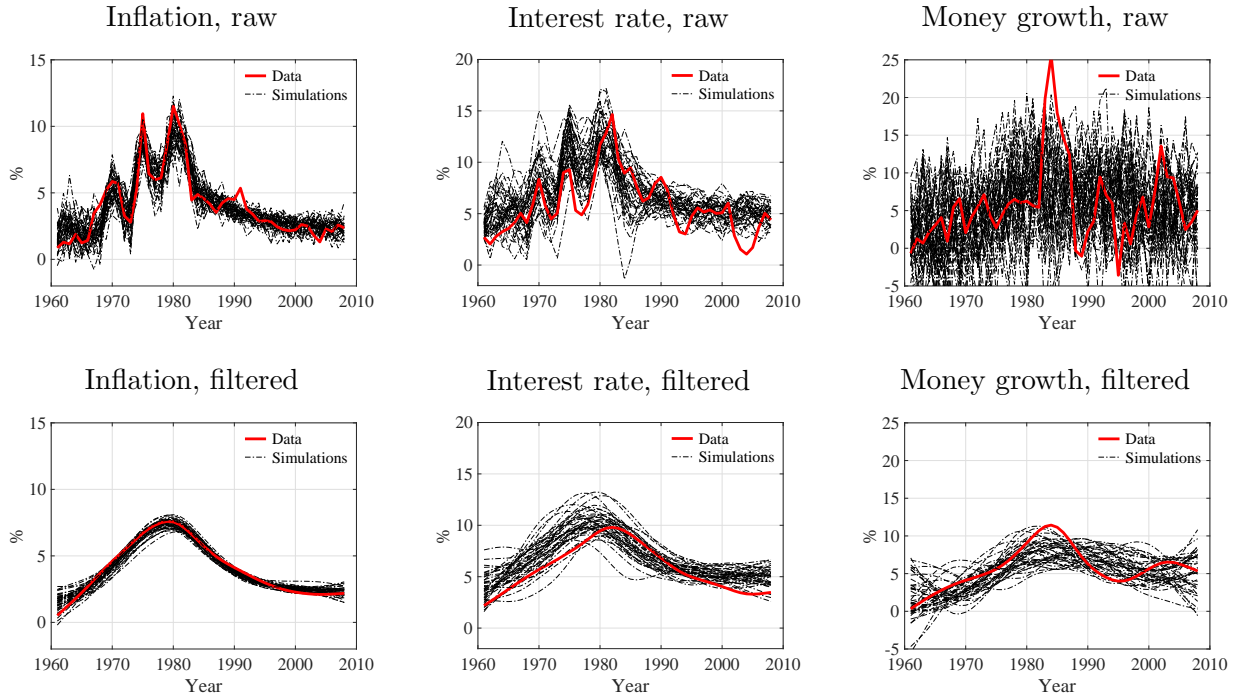 Inflation, raw
Interest rate, raw
Money growth, raw
15
10
5
0
%
1960 1970 1980 1990 2000 2010
Year
Data
Simulations
20
15
10
5
0
%
1960 1970 1980 1990 2000 2010
Year
Data
Simulations
25
20
15
10
5
0
-5
%
1960 1970 1980 1990 2000 2010
Year
Data
Simulations
Inflation, filtered
Interest rate, filtered
Money growth, filtered
15
10
5
0
%
1960 1970 1980 1990 2000 2010
Year
Data
Simulations
20
15
10
5
0
%
1960 1970 1980 1990 2000 2010
Year
Data
Simulations
25
20
15
10
5
0
-5
%
1960 1970 1980 1990 2000 2010
Year
Data
Simulations